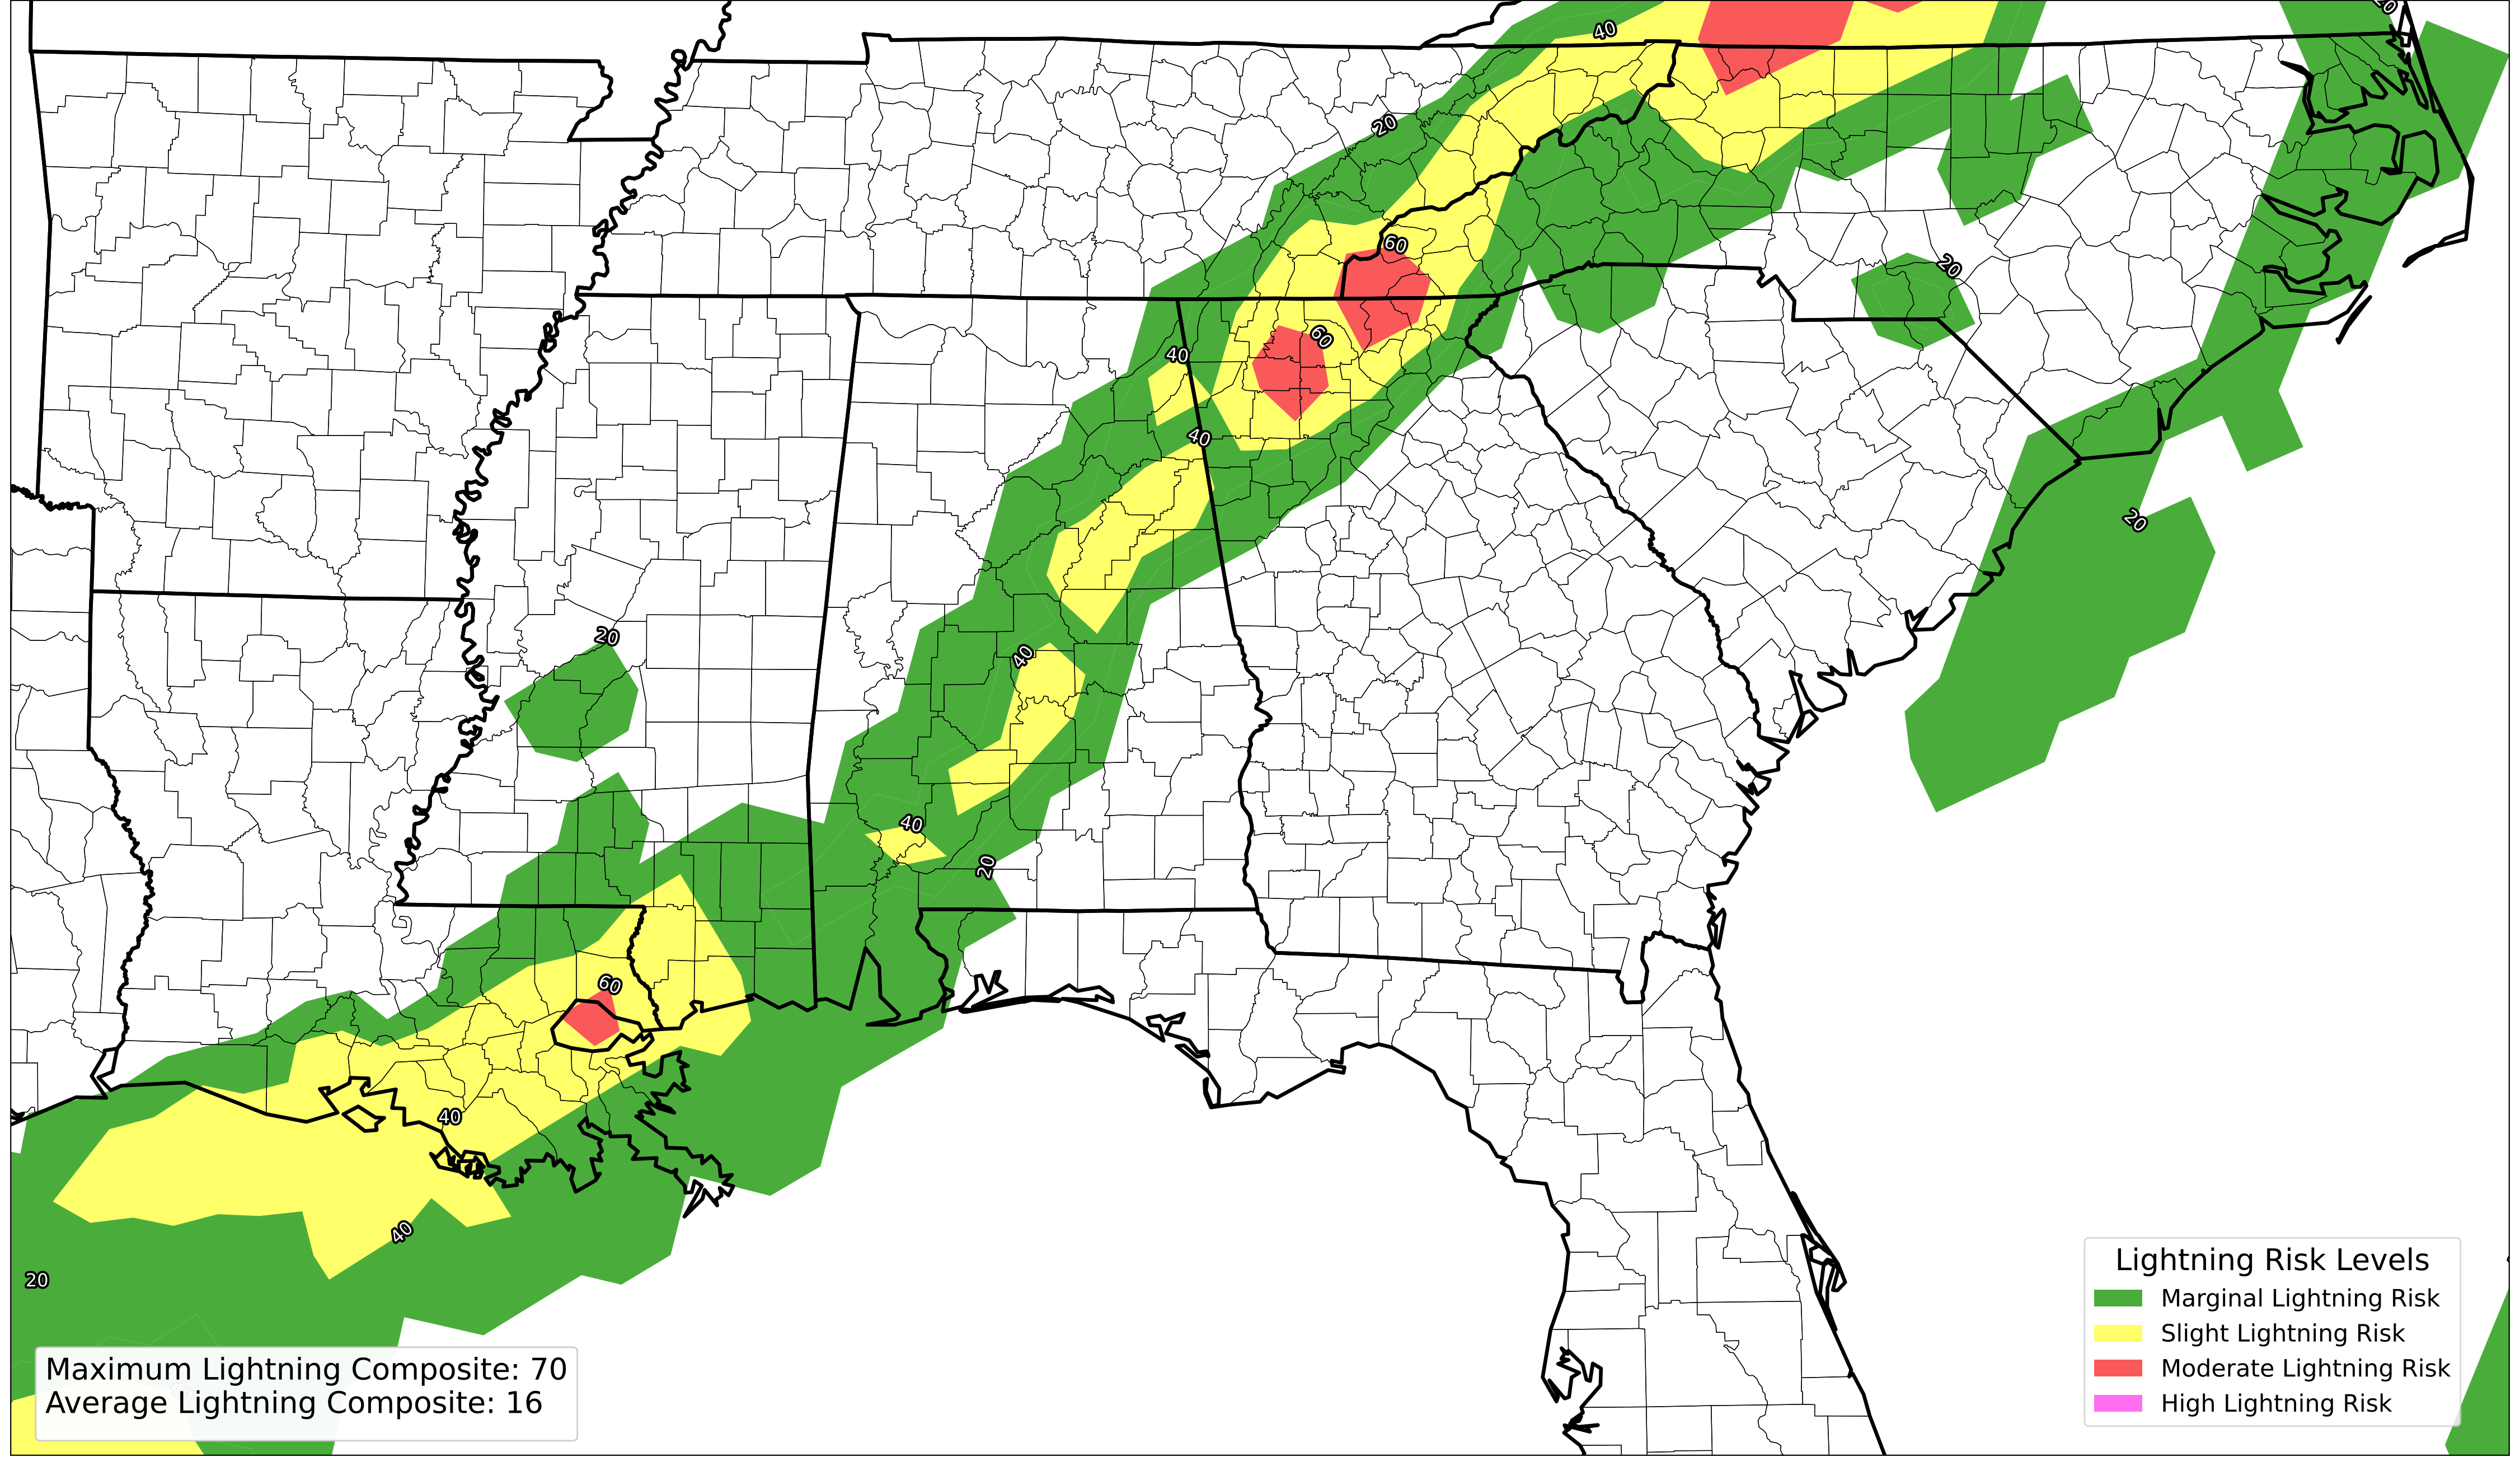 20
40
20
60
20
60
40
40
20
20
40
40
20
60
40
40
20
Maximum Lightning Composite: 70
Average Lightning Composite: 16
Lightning Risk Levels
Marginal Lightning Risk
Slight Lightning Risk
Moderate Lightning Risk
High Lightning Risk